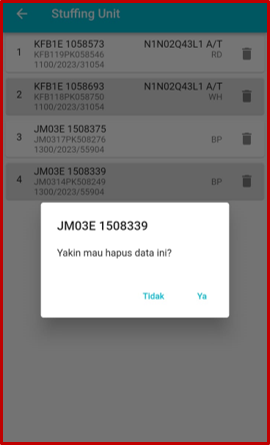 Stuffing Unit
1 KFB1E 1058573 N1N02Q43L1 A/T
KFB119PK058546 RD
1100/2023/31054
2 KFB1E 1058693 N1N02Q43L1 A/T
KFB118PK058750 WH
1100/2023/31054
3 JM03E 1508375
JM0317PK508276 BP
1300/2023/55904
4 JM03E 1508339
JM0314PK508249 BP
1300/2023/55904
JM03E 1508339
Yakin mau hapus data ini?
Tidak Ya